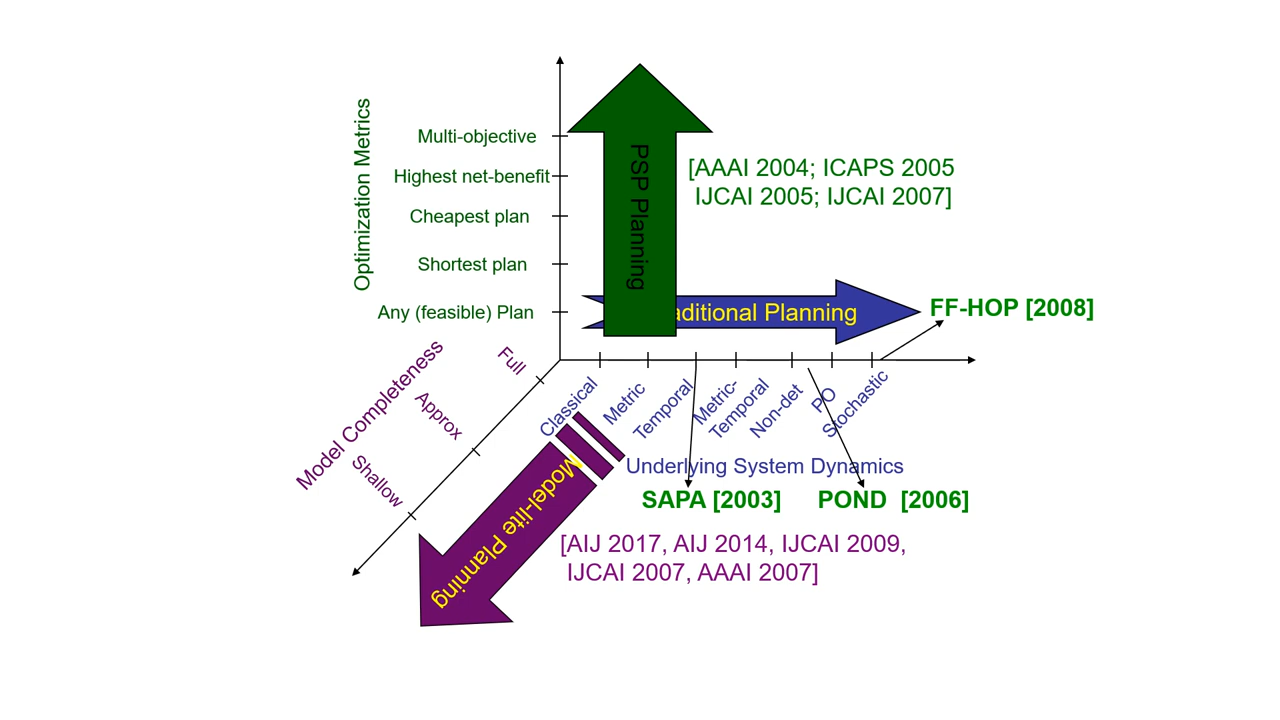 Optimization Metrics
Multi-objective
Highest net-benefit
Cheapest plan
Shortest plan
Any (feasible) Plan
PSP Planning
[AAAI 2004; ICAPS 2005
IJCAI 2005; IJCAI 2007]
aditional Planning
FF-HOP [2008]
Model Completeness
Full
Approx
Shallow
Classical
Metric
Temporal
Metric-
Temporal
Non-det
PO
Stochastic
Underlying System Dynamics
SAPA [2003]
POND [2006]
Model-lite Planning
[AIJ 2017, AIJ 2014, IJCAI 2009,
IJCAI 2007, AAAI 2007]